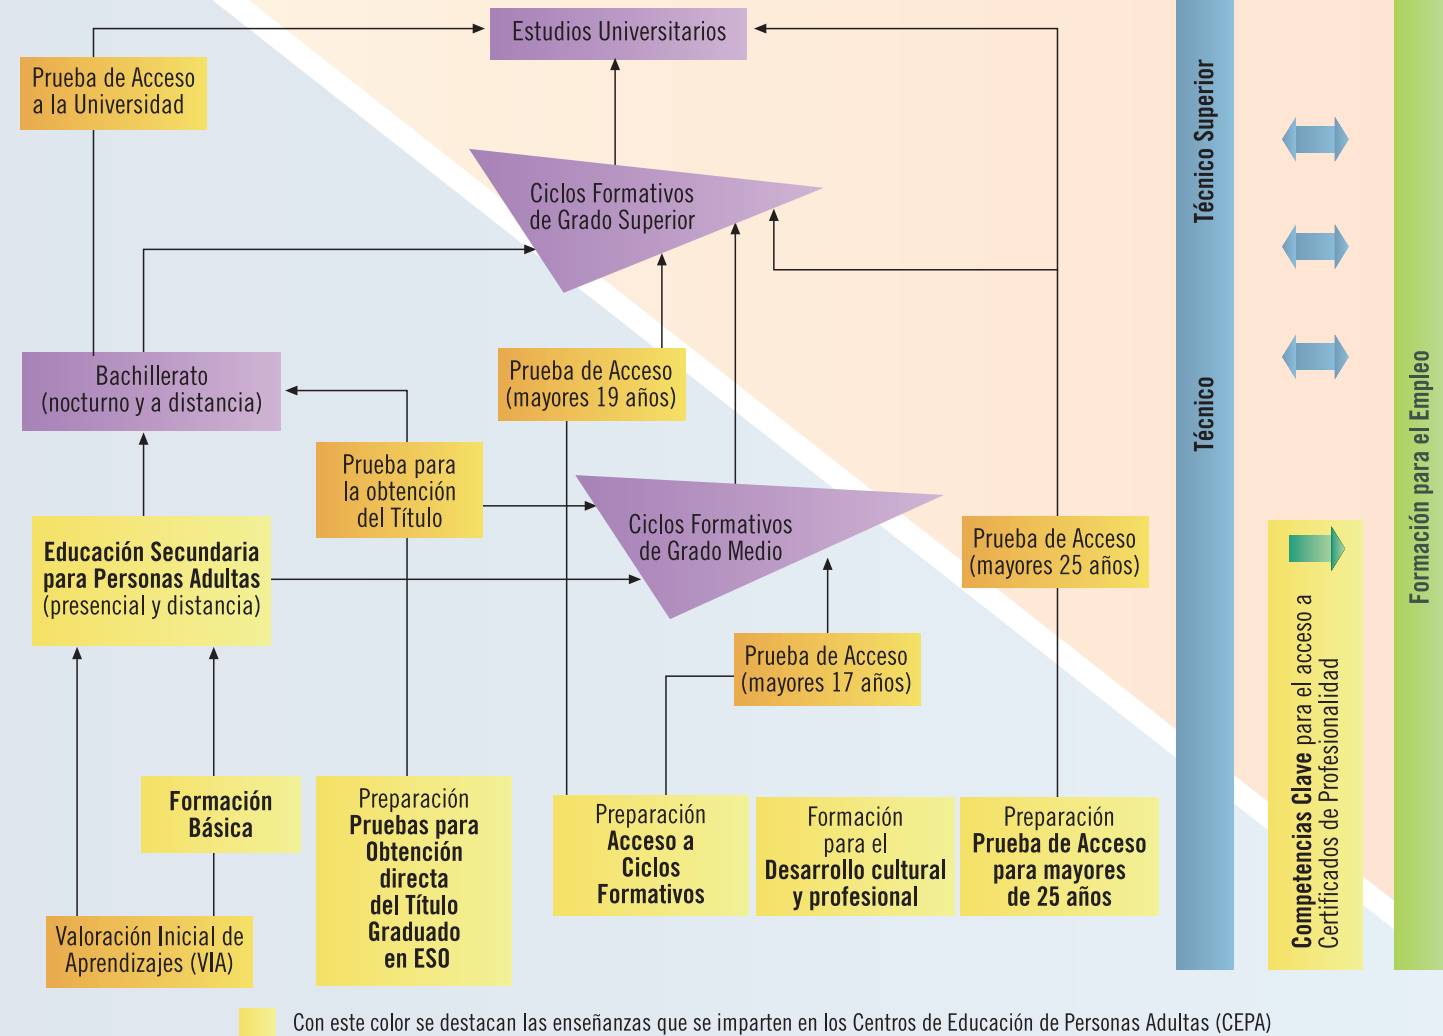 Estudios Universitarios
Prueba de Acceso
a la Universidad
Ciclos Formativos
de Grado Superior
Bachillerato
(nocturno y a distancia)
Prueba de Acceso
(mayores 19 años)
Prueba para
la obtención
del Título
Ciclos Formativos
de Grado Medio
Prueba de Acceso
(mayores 25 años)
Educación Secundaria
para Personas Adultas
(presencial y distancia)
Prueba de Acceso
(mayores 17 años)
Formación
Básica
Preparación
Pruebas para
Obtención
directa
del Título
Graduado
en ESO
Preparación
Acceso a
Ciclos
Formativos
Formación
para el
Desarrollo cultural
y profesional
Preparación
Prueba de Acceso
para mayores
de 25 años
Valoración Inicial de
Aprendizajes (VIA)
Técnico Superior
Técnico
Competencias Clave para el acceso a
Certificados de Profesionalidad
Formación para el Empleo
Con este color se destacan las enseñanzas que se imparten en los Centros de Educación de Personas Adultas (CEPA)